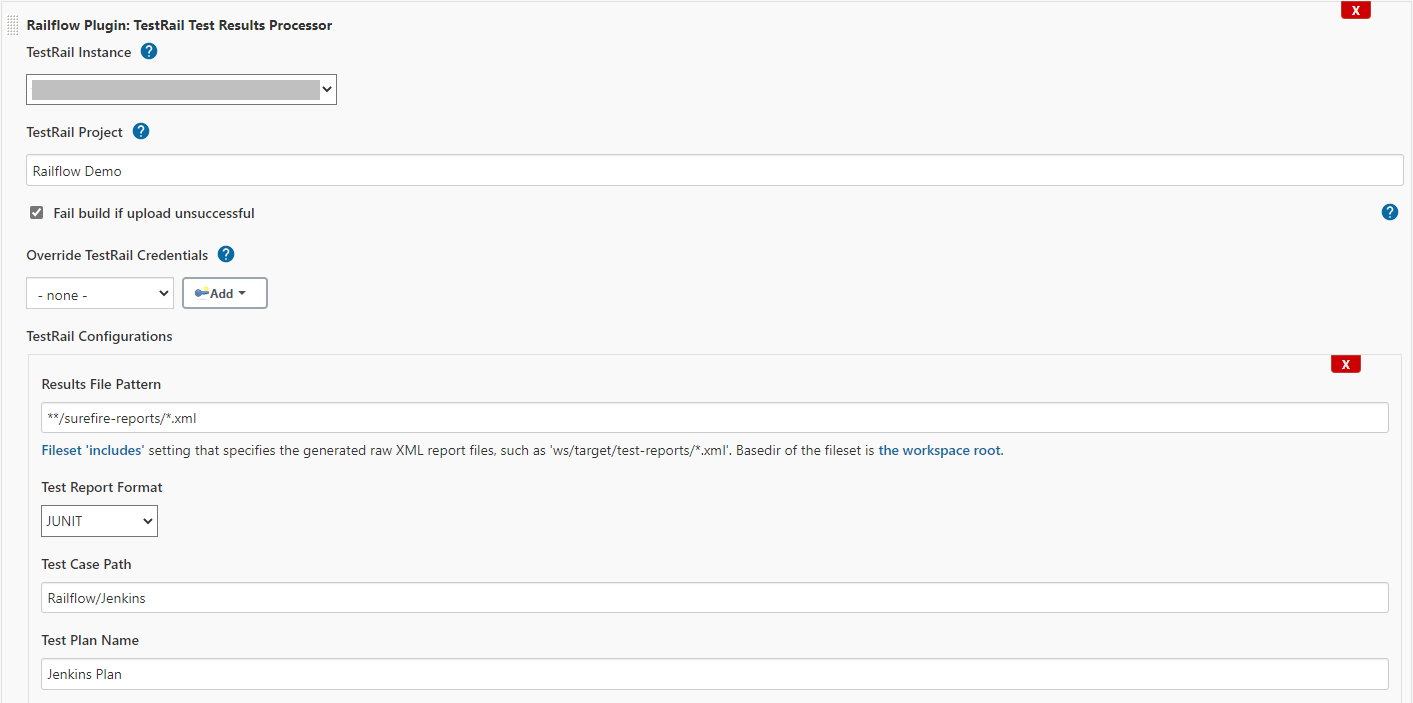 X
Railflow Plugin: TestRail Test Results Processor
TestRail Instance ?
TestRail Project ?
Railflow Demo
Fail build if upload unsuccessful ?
Override TestRail Credentials ?
- none - Add
TestRail Configurations
X
Results File Pattern
**/surefire-reports/*.xml
Fileset 'includes' setting that specifies the generated raw XML report files, such as 'ws/target/test-reports/*.xml'. Basedir of the fileset is the workspace root.
Test Report Format
JUNIT
Test Case Path
Railflow/Jenkins
Test Plan Name
Jenkins Plan